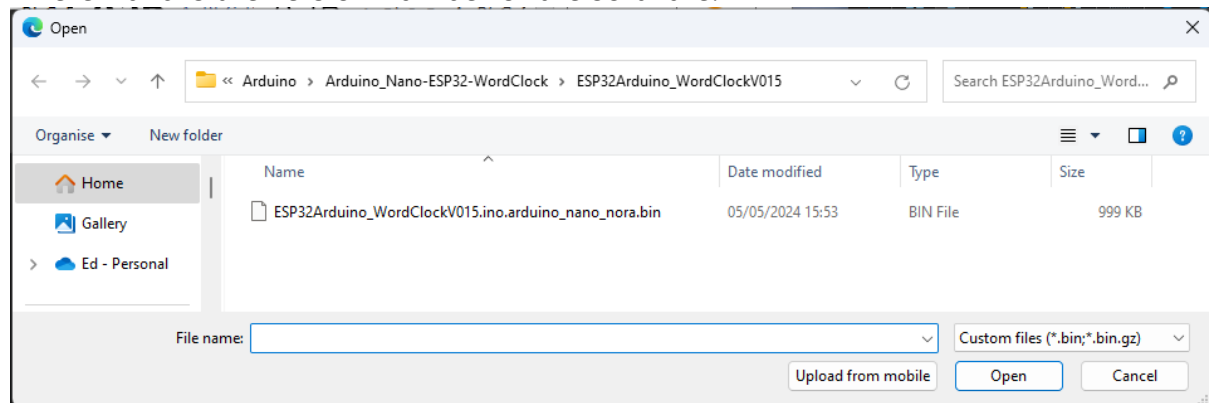 Open
« Arduino > Arduino_Nano-ESP32-WordClock > ESP32Arduino_WordClockV015
Search ESP32Arduino_Word...
Organise
New folder
?
Name Date modified Type Size
Home
ESP32Arduino_WordClockV015.ino.arduino_nano_nora.bin 05/05/2024 15:53 BIN File 999 KB
Gallery
Ed - Personal
File name:
Custom files (*.bin;*.bin.gz)
Upload from mobile
Open
Cancel